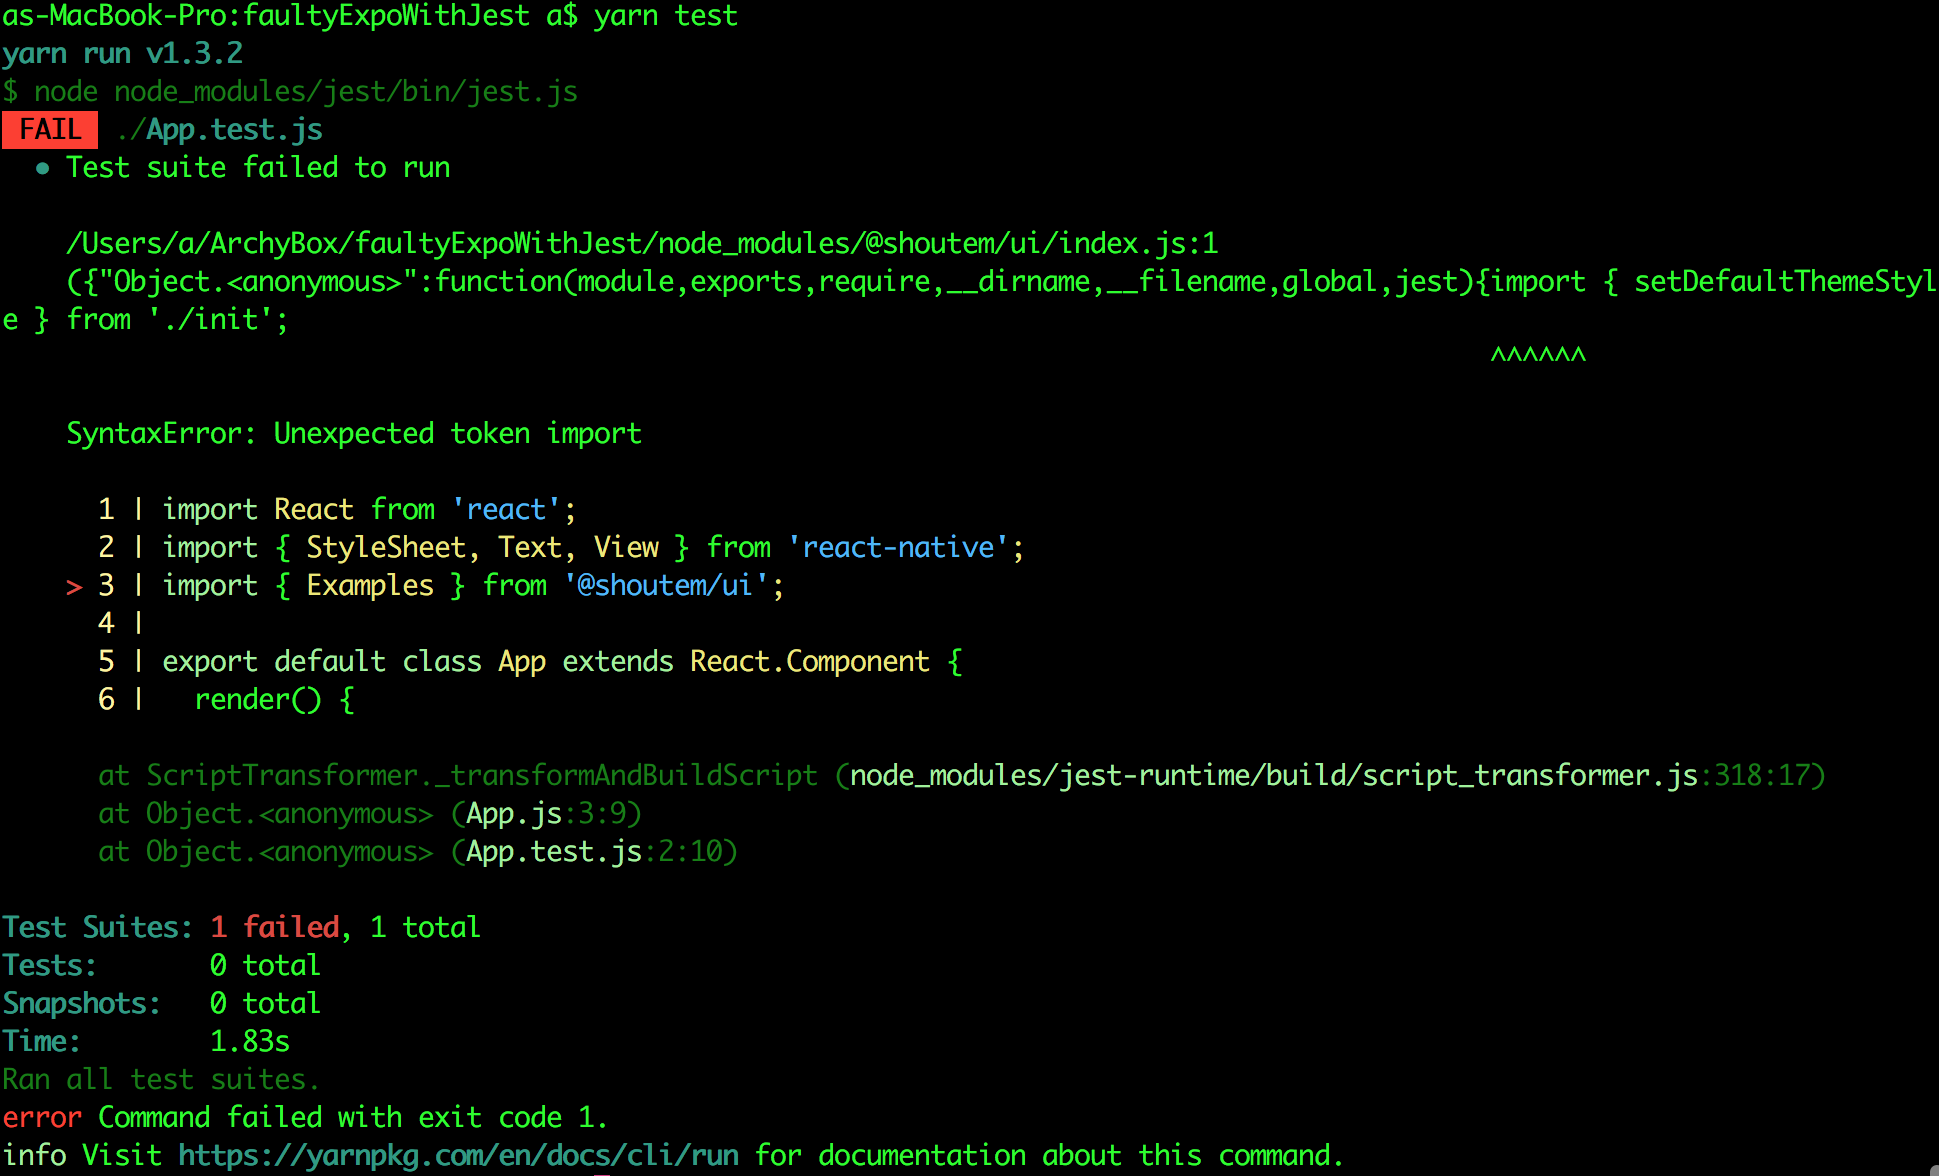 as-MacBook-Pro:faultyExpoWithJest a$ yarn test
yarn run v1.3.2
$ node node_modules/jest/bin/jest.js
FAIL ./App.test.js
● Test suite failed to run
/Users/a/ArchyBox/faultyExpoWithJest/node_modules/@shoutem/ui/index.js:1
({"Object.<anonymous>":function(module,exports,require,__dirname,__filename,global,jest){import { setDefaultThemeStyl
e } from './init';
^^^^^^
SyntaxError: Unexpected token import
1 | import React from 'react';
2 | import { StyleSheet, Text, View } from 'react-native';
> 3 | import { Examples } from '@shoutem/ui';
4 |
5 | export default class App extends React.Component {
6 |   render() {
at ScriptTransformer._transformAndBuildScript (node_modules/jest-runtime/build/script_transformer.js:318:17)
at Object.<anonymous> (App.js:3:9)
at Object.<anonymous> (App.test.js:2:10)
Test Suites: 1 failed, 1 total
Tests:       0 total
Snapshots:   0 total
Time:        1.83s
Ran all test suites.
error Command failed with exit code 1.
info Visit https://yarnpkg.com/en/docs/cli/run for documentation about this command.